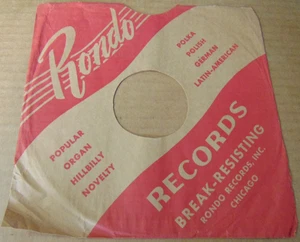 Rondo
POLKA
POLISH
GERMAN
LATIN-AMERICAN
POPULAR
ORGAN
HILLBILLY
NOVELTY
RECORDS
BREAK-RESISTING
RONDO RECORDS, INC.
CHICAGO